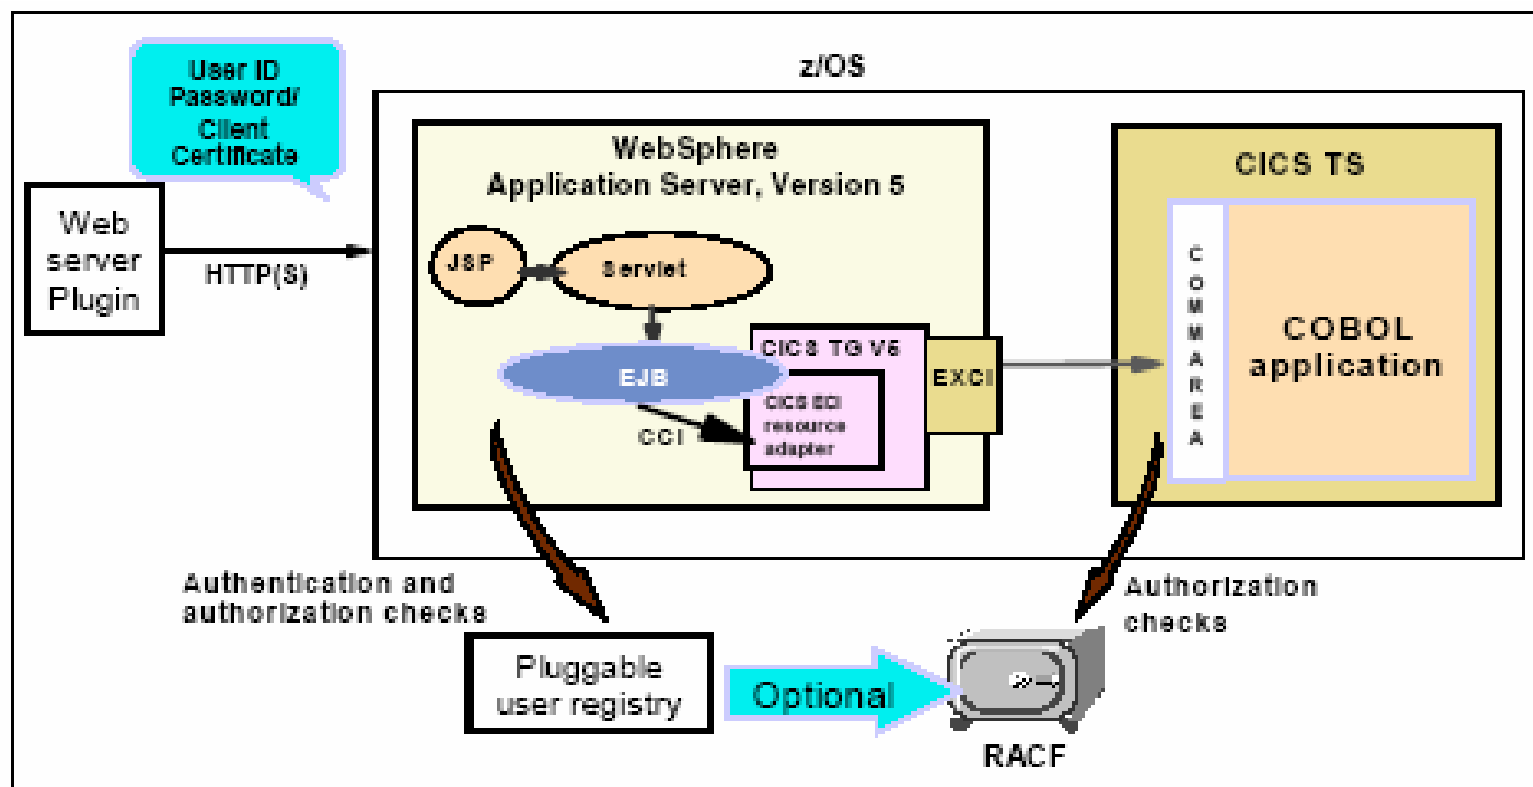 User ID
Password/
Client
Certificate
z/OS
Web
server
Plugin
HTTP(S)
WebSphere
Application Server, Version 5
JSP
Servlet
EJB
CCI
CICS TG V5
CICS ECI
resource
adapter
EXCI
CICS TS
COMMAREA
COBOL
application
Authentication and
authorization checks
Authorization
checks
Pluggable
user registry
Optional
RACF